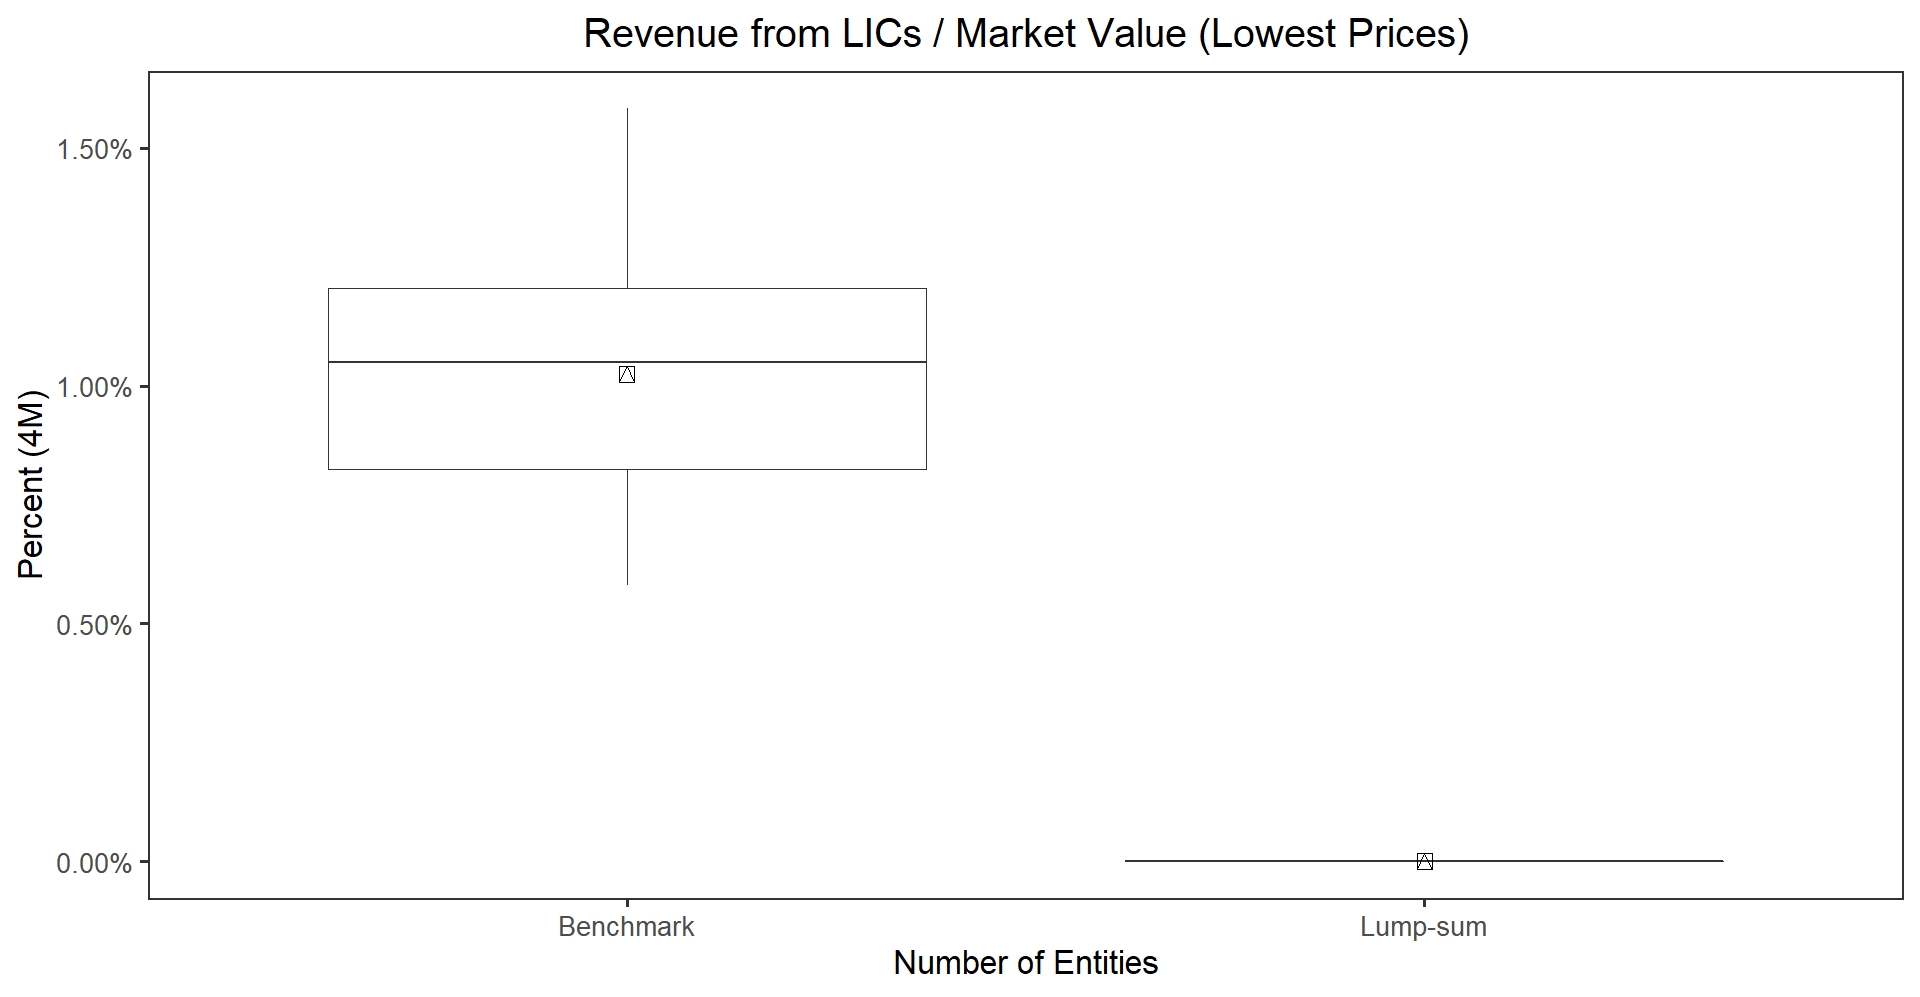 Revenue from LICs / Market Value (Lowest Prices)
Percent (4M)
1.50%
1.00%
0.50%
0.00%
Benchmark
Lump-sum
Number of Entities